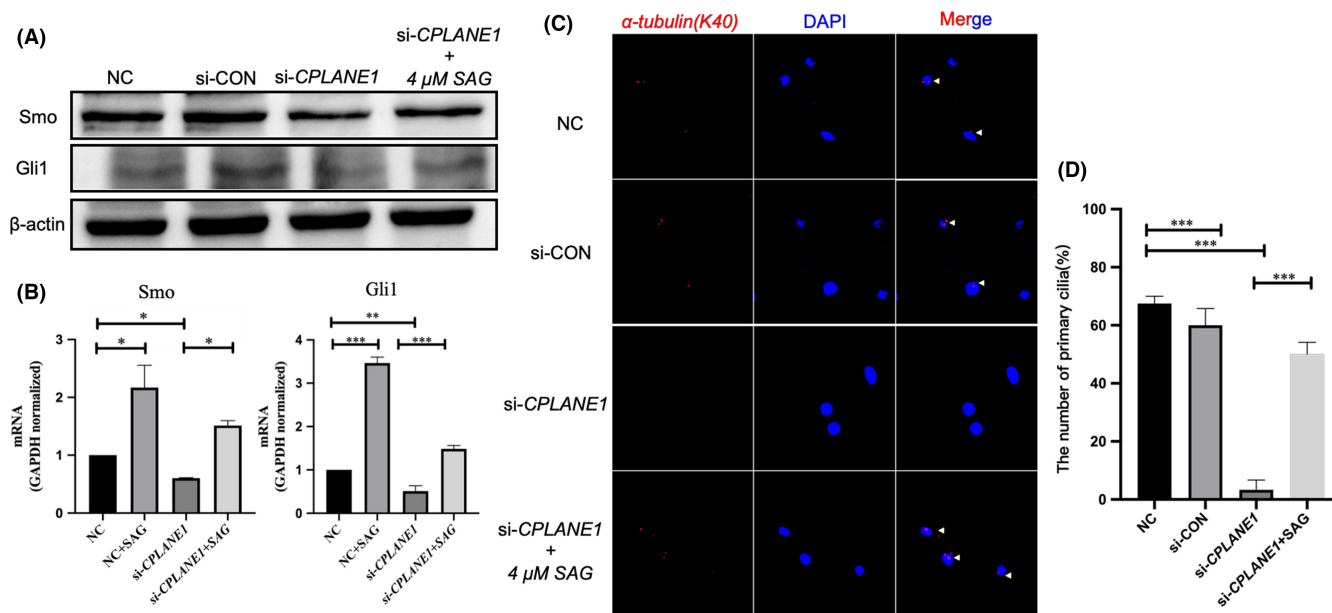 (A)
NC
si-CON
si-CPLANE1
si-CPLANE1
+
4 μM SAG
Smo
Gli1
β-actin
(B)
Smo
mRNA
(GAPDH normalized)
3
2
1
0
*
*
*
NC
NC+SAG
si-CPLANE1
si-CPLANE1+SAG
Gli1
mRNA
(GAPDH normalized)
4
3
2
1
0
**
***
***
NC
NC+SAG
si-CPLANE1
si-CPLANE1+SAG
(C)
α-tubulin(K40)
DAPI
Merge
NC
si-CON
si-CPLANE1
si-CPLANE1
+
4 μM SAG
(D)
The number of primary cilia(%)
100
80
60
40
20
0
***
***
***
NC
si-CON
si-CPLANE1
si-CPLANE1+SAG